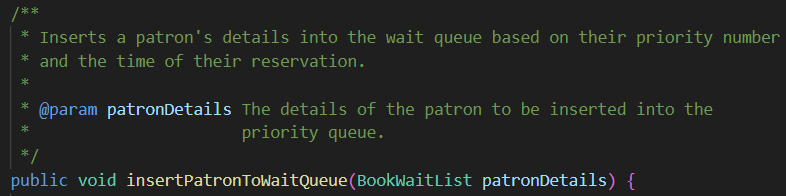 /**
 * Inserts a patron's details into the wait queue based on their priority number
 * and the time of their reservation.
 *
 * @param patronDetails The details of the patron to be inserted into the
 *                      priority queue.
 */
public void insertPatronToWaitQueue(BookWaitList patronDetails) {